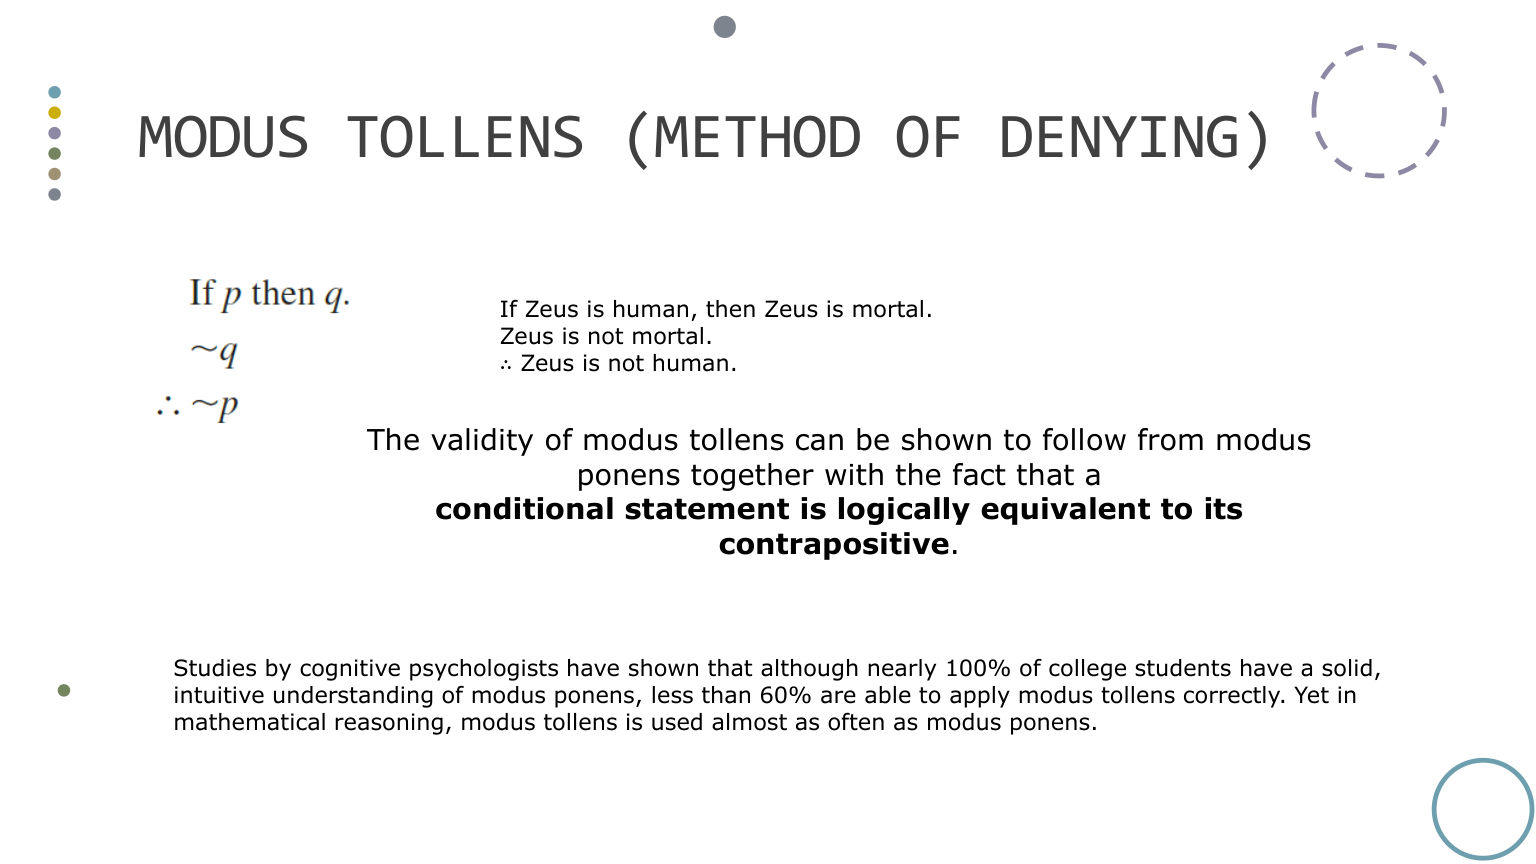 MODUS TOLLENS (METHOD OF DENYING)
If p then q.
~q
∴ ~p
If Zeus is human, then Zeus is mortal.
Zeus is not mortal.
∴ Zeus is not human.
The validity of modus tollens can be shown to follow from modus
ponens together with the fact that a
conditional statement is logically equivalent to its
contrapositive.
Studies by cognitive psychologists have shown that although nearly 100% of college students have a solid,
intuitive understanding of modus ponens, less than 60% are able to apply modus tollens correctly. Yet in
mathematical reasoning, modus tollens is used almost as often as modus ponens.